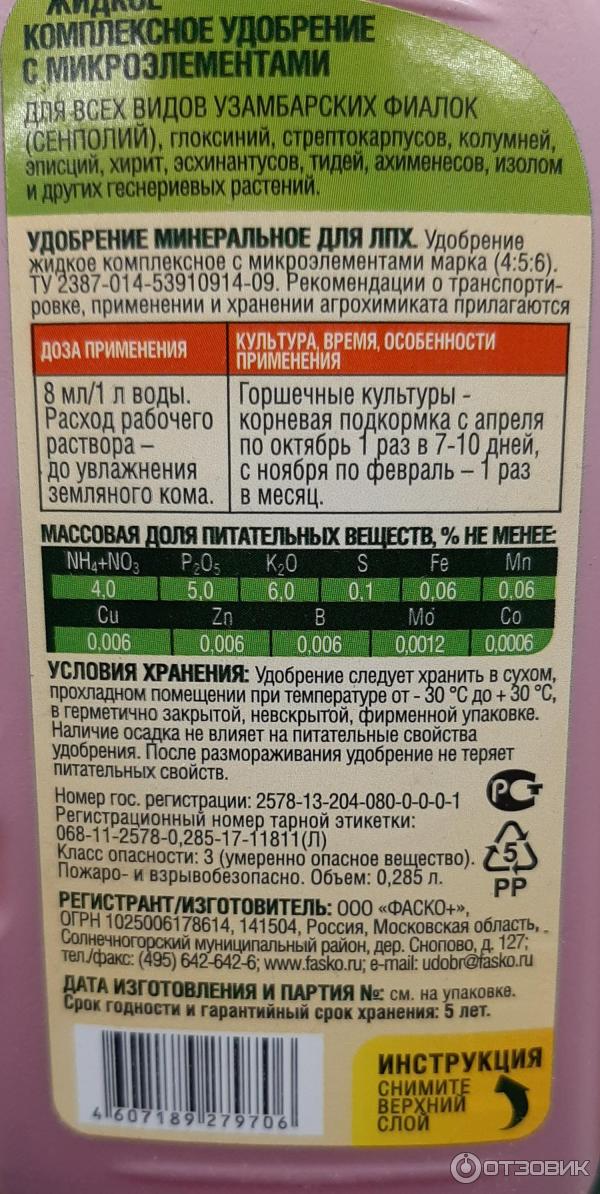 ЖИДКОЕ
КОМПЛЕКСНОЕ УДОБРЕНИЕ
С МИКРОЭЛЕМЕНТАМИ
ДЛЯ ВСЕХ ВИДОВ УЗАМБАРСКИХ ФИАЛОК
(СЕНПОЛИЙ), глоксиний, стрептокарпусов, колумней,
эписций, хирит, эсхинантусов, тидей, ахименесов, изолом
и других геснериевых растений.
УДОБРЕНИЕ МИНЕРАЛЬНОЕ ДЛЯ ЛПХ. Удобрение
жидкое комплексное с микроэлементами марка (4:5:6).
ТУ 2387-014-53910914-09. Рекомендации о транспорти-
ровке, применении и хранении агрохимиката прилагаются
ДОЗА ПРИМЕНЕНИЯ
КУЛЬТУРА, ВРЕМЯ, ОСОБЕННОСТИ
ПРИМЕНЕНИЯ
8 мл/1 л воды.
Расход рабочего
раствора –
до увлажнения
земляного кома.
Горшечные культуры -
корневая подкормка с апреля
по октябрь 1 раз в 7-10 дней,
с ноября по февраль – 1 раз
в месяц.
МАССОВАЯ ДОЛЯ ПИТАТЕЛЬНЫХ ВЕЩЕСТВ, % НЕ МЕНЕЕ:
NH₄+NO₃ P₂O₅ K₂O S Fe Mn
4,0 5,0 6,0 0,1 0,06 0,06
Cu Zn B Mo Co
0,006 0,006 0,006 0,0012 0,0006
УСЛОВИЯ ХРАНЕНИЯ: Удобрение следует хранить в сухом,
прохладном помещении при температуре от - 30 °С до + 30 °С,
в герметично закрытой, невскрытой, фирменной упаковке.
Наличие осадка не влияет на питательные свойства
удобрения. После размораживания удобрение не теряет
питательных свойств.
Номер гос. регистрации: 2578-13-204-080-0-0-0-1
Регистрационный номер тарной этикетки:
068-11-2578-0,285-17-11811(Л)
Класс опасности: 3 (умеренно опасное вещество).
Пожаро- и взрывобезопасно. Объем: 0,285 л.
РСТ
5
PP
РЕГИСТРАНТ/ИЗГОТОВИТЕЛЬ: ООО «ФАСКО+»,
ОГРН 1025006178614, 141504, Россия, Московская область,
Солнечногорский муниципальный район, дер. Снопово, д. 127;
тел./факс: (495) 642-642-6; www.fasko.ru; e-mail: udobr@fasko.ru
ДАТА ИЗГОТОВЛЕНИЯ И ПАРТИЯ №: см. на упаковке.
Срок годности и гарантийный срок хранения: 5 лет.
4 607189 279706
ИНСТРУКЦИЯ
СНИМИТЕ
ВЕРХНИЙ
СЛОЙ
ОТЗОВИК